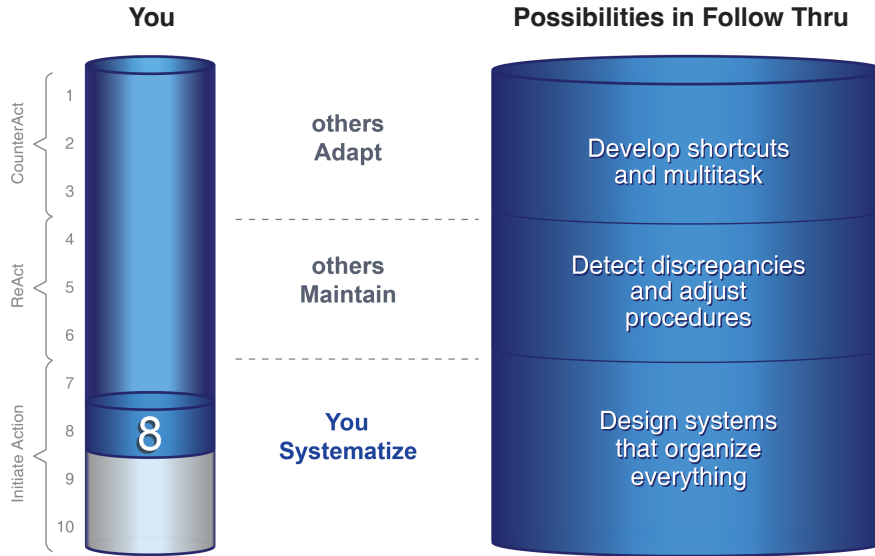 You
Possibilities in Follow Thru
CounterAct
1
2
3
others
Adapt
Develop shortcuts
and multitask
ReAct
4
5
6
others
Maintain
Detect discrepancies
and adjust
procedures
Initiate Action
7
8
9
10
8
You
Systematize
Design systems
that organize
everything